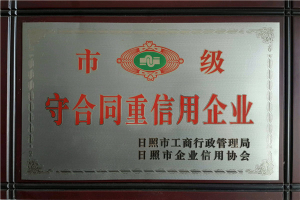 市级
守合同重信用企业
日照市工商行政管理局
日照市企业信用协会